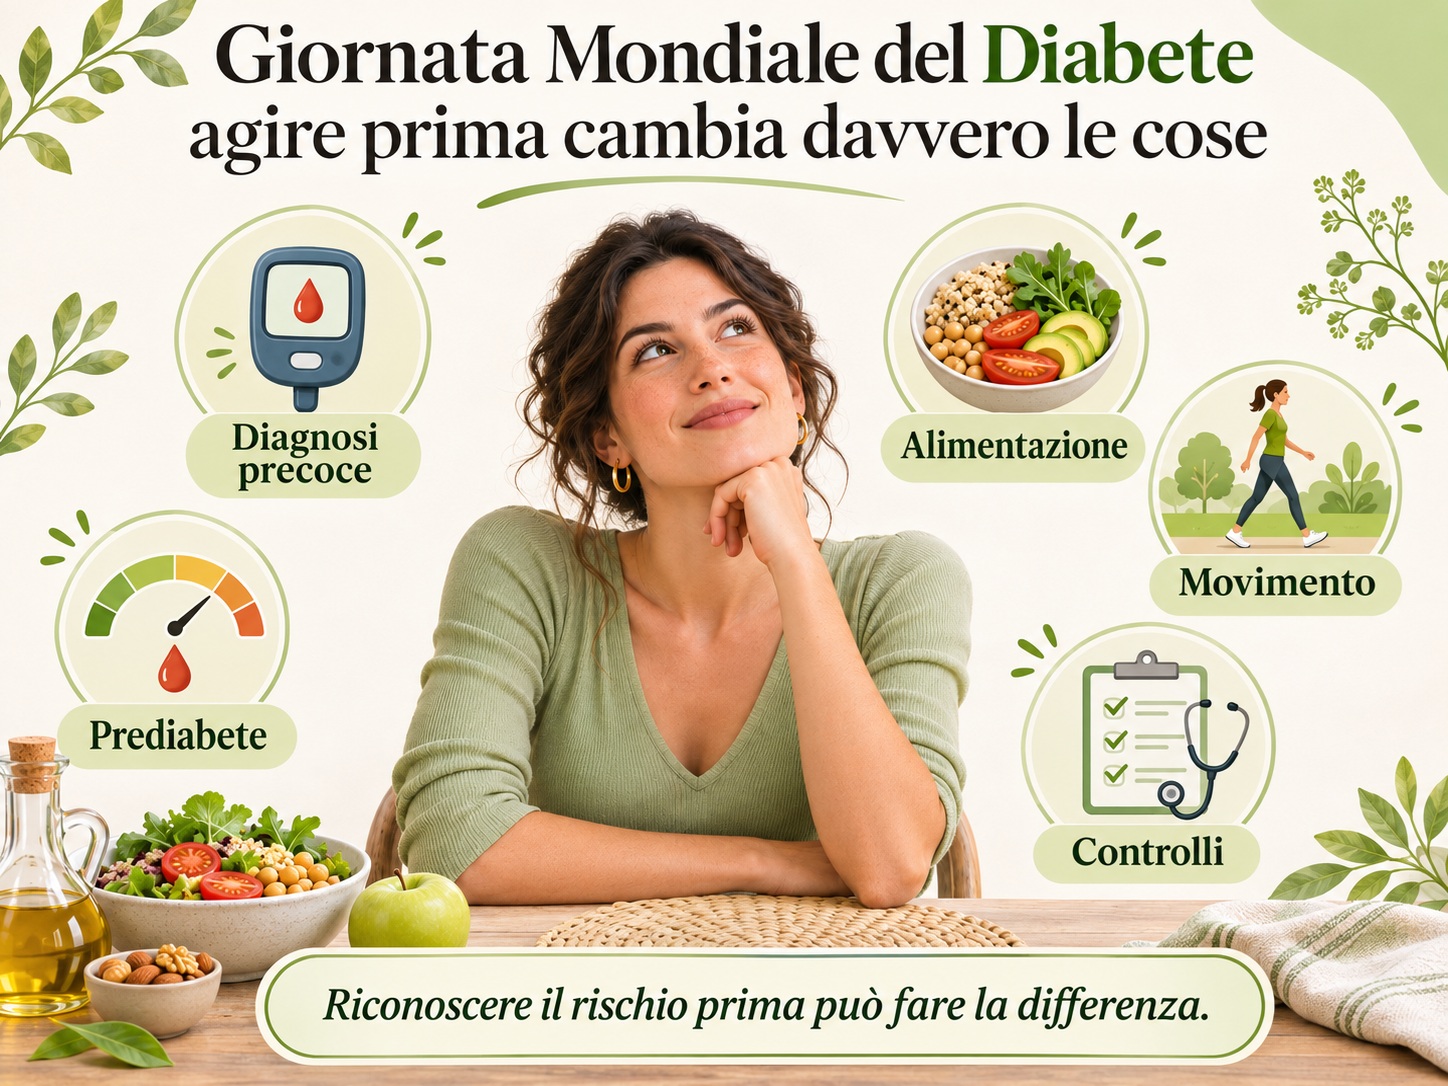 Giornata Mondiale del Diabete
agire prima cambia davvero le cose
Diagnosi
precoce
Alimentazione
Movimento
Prediabete
Controlli
Riconoscere il rischio prima può fare la differenza.